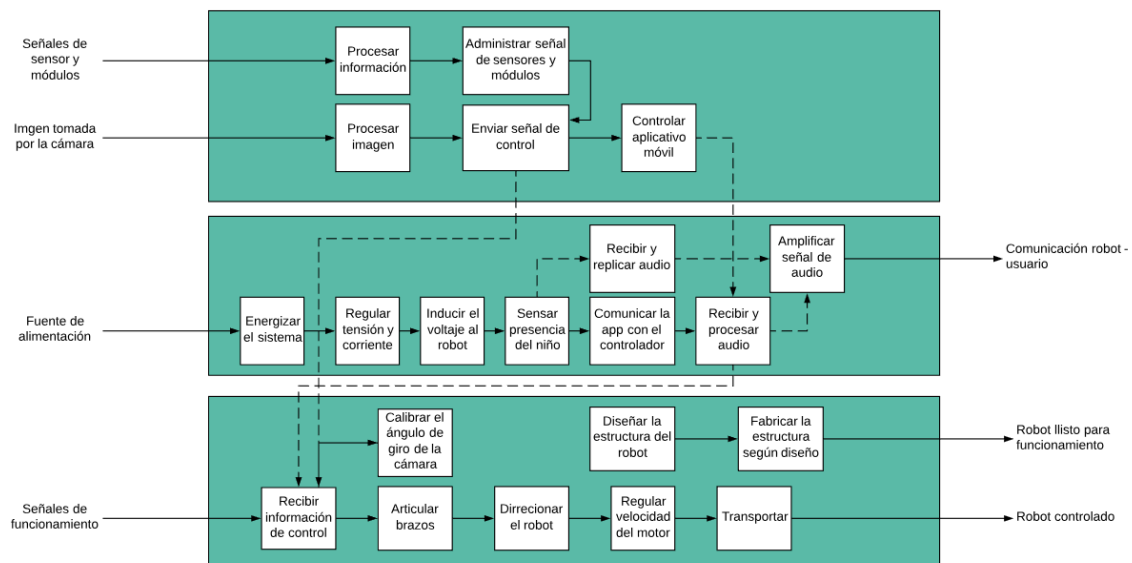 Señales de
sensor y
módulos
Procesar
información
Administrar señal
de sensores y
módulos
Imgen tomada
por la cámara
Procesar
imagen
Enviar señal de
control
Controlar
aplicativo
móvil
Recibir y
replicar audio
Amplificar
señal de
audio
Comunicación robot -
usuario
Fuente de
alimentación
Energizar
el sistema
Regular
tensión y
corriente
Inducir el
voltaje al
robot
Sensar
presencia
del niño
Comunicar la
app con el
controlador
Recibir y
procesar
audio
Calibrar el
ángulo de
giro de la
cámara
Diseñar la
estructura del
robot
Fabricar la
estructura
según diseño
Robot llisto para
funcionamiento
Señales de
funcionamiento
Recibir
información
de control
Articular
brazos
Dirrecionar
el robot
Regular
velocidad
del motor
Transportar
Robot controlado